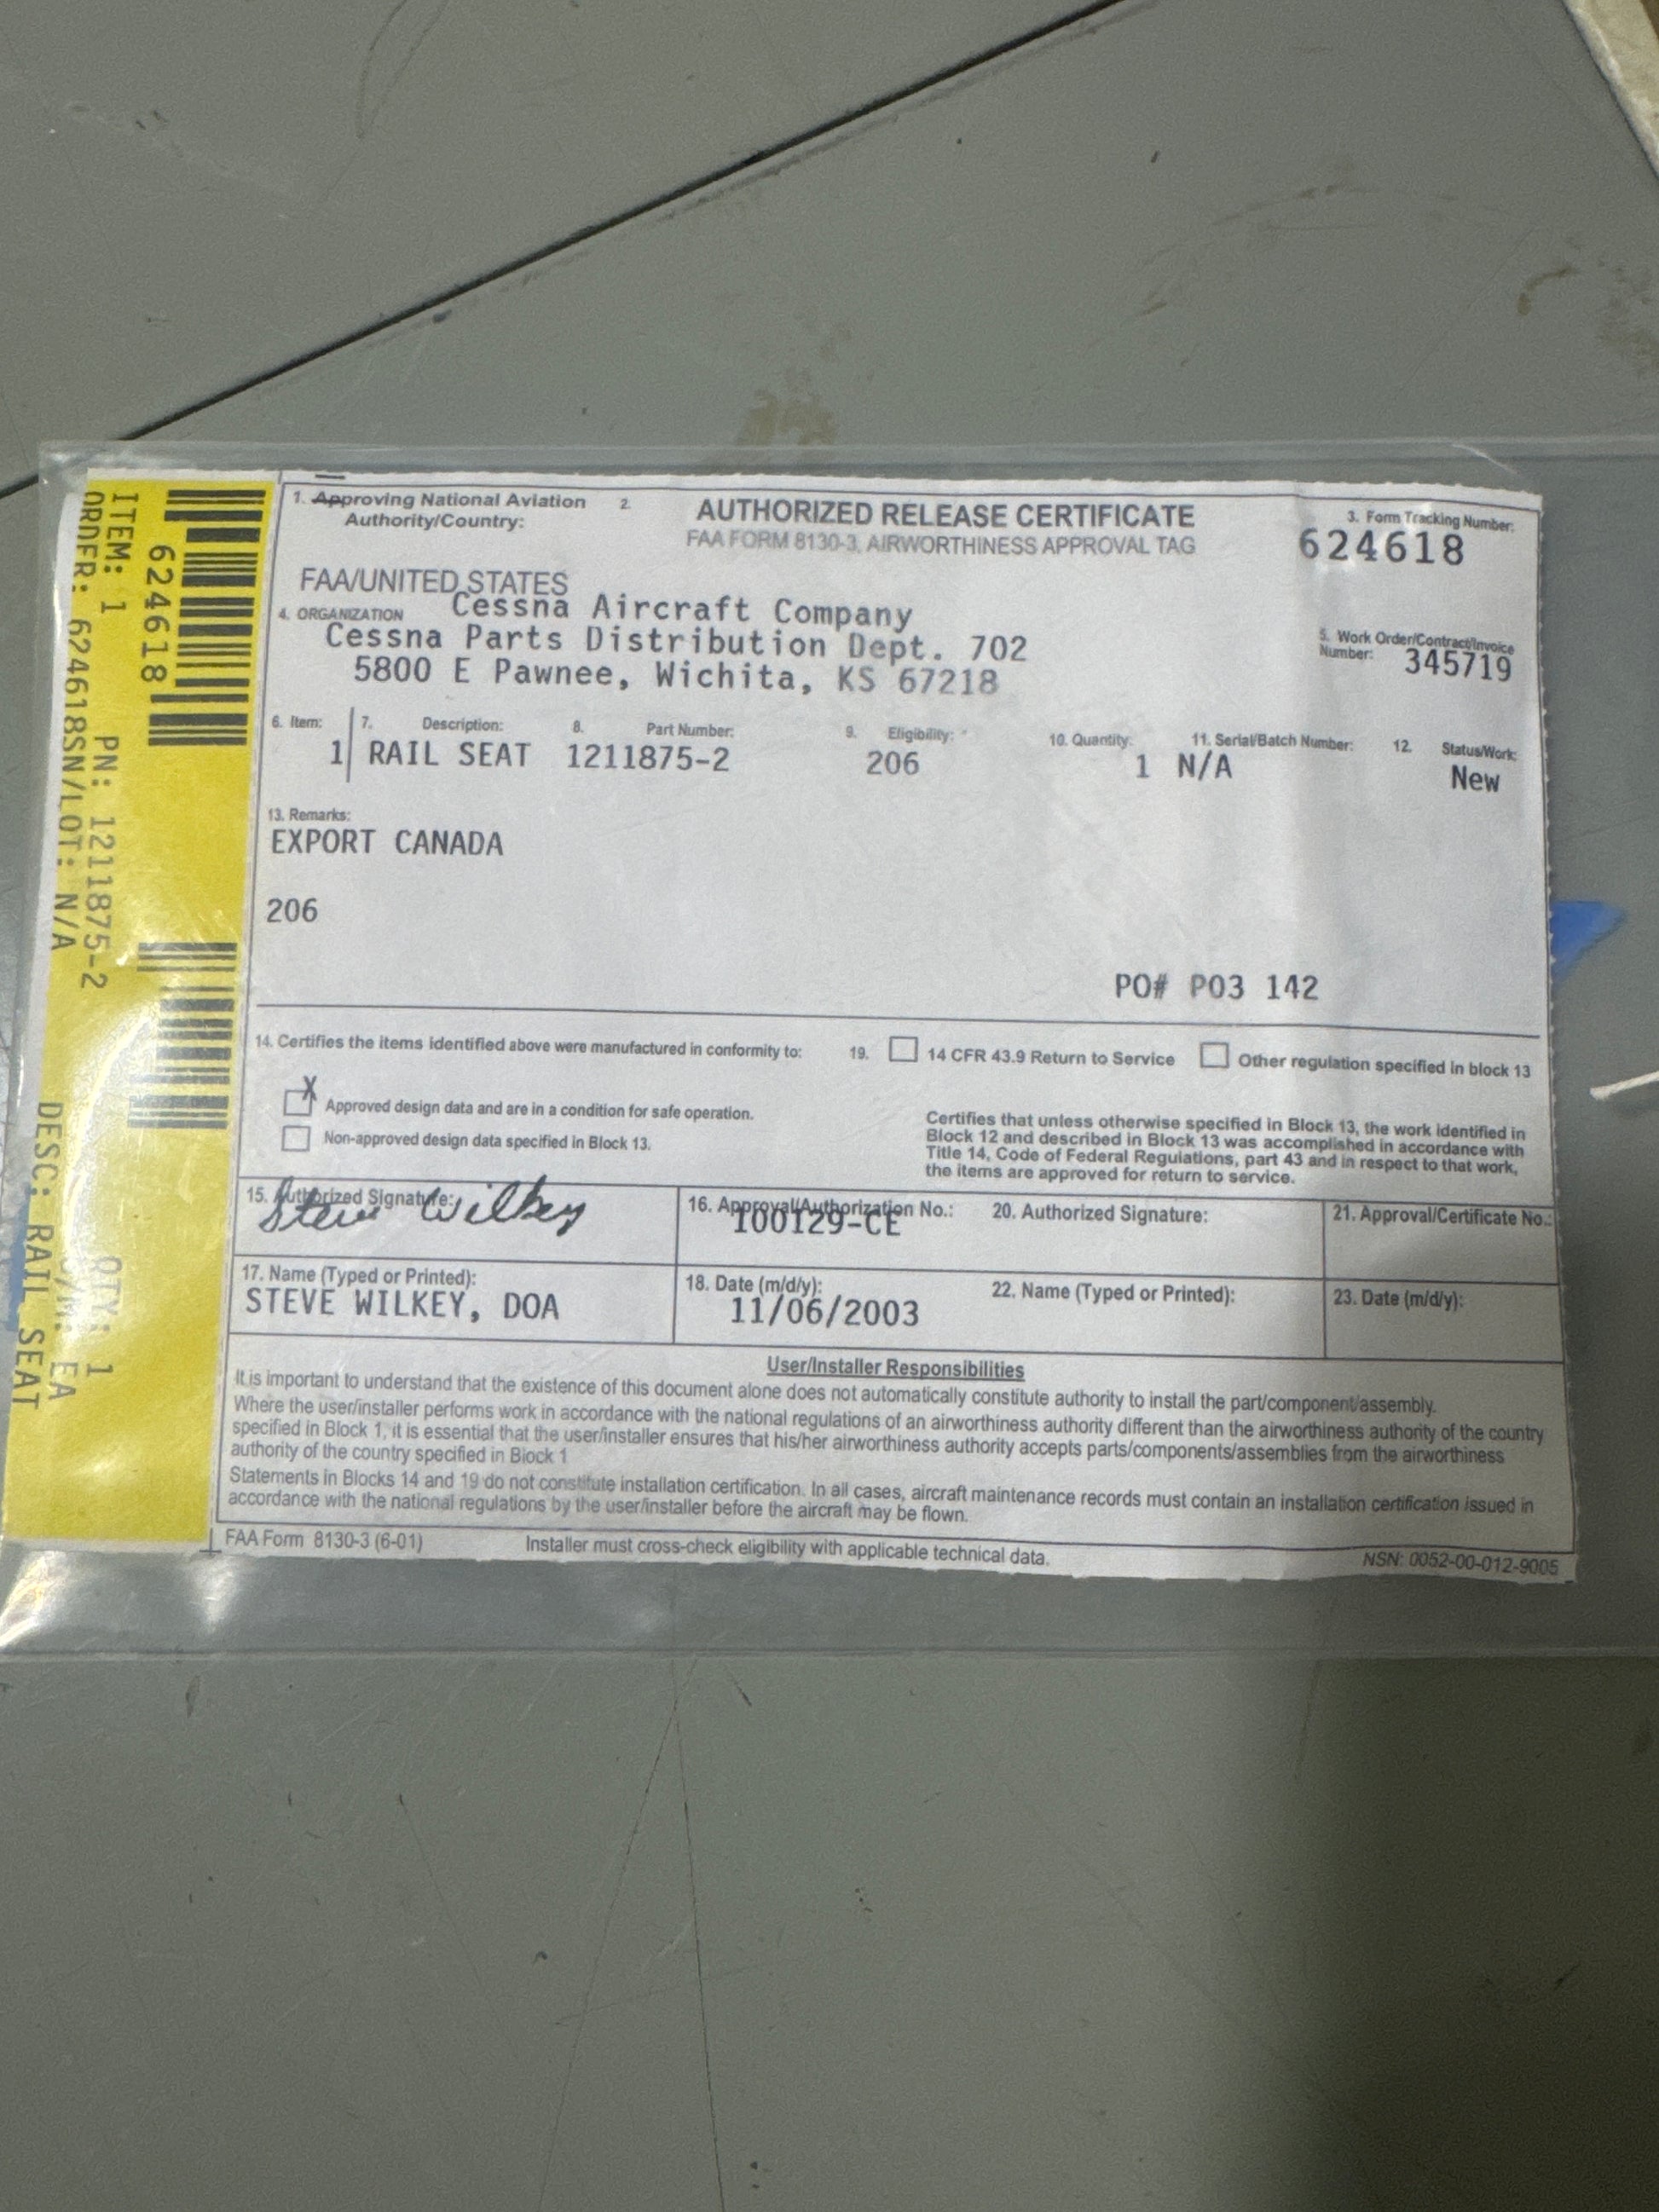 1. Approving National Aviation Authority/Country:
2.
AUTHORIZED RELEASE CERTIFICATE
FAA FORM 8130-3, AIRWORTHINESS APPROVAL TAG
3. Form Tracking Number:
624618
FAA/UNITED STATES
4. ORGANIZATION Cessna Aircraft Company
Cessna Parts Distribution Dept. 702
5800 E Pawnee, Wichita, KS 67218
5. Work Order/Contract/Invoice
Number: 345719
6. Item: 7. Description: 8. Part Number: 9. Eligibility: 10. Quantity: 11. Serial/Batch Number: 12. Status/Work:
1 RAIL SEAT 1211875-2 206 1 N/A New
13. Remarks:
EXPORT CANADA
206
PO# P03 142
14. Certifies the items identified above were manufactured in conformity to:
X Approved design data and are in a condition for safe operation.
Non-approved design data specified in Block 13.
19. 14 CFR 43.9 Return to Service Other regulation specified in block 13
Certifies that unless otherwise specified in Block 13, the work identified in
Block 12 and described in Block 13 was accomplished in accordance with
Title 14, Code of Federal Regulations, part 43 and in respect to that work,
the items are approved for return to service.
15. Authorized Signature:
Steve Wilkey
16. Approval/Authorization No.:
100129-CE
20. Authorized Signature:
21. Approval/Certificate No.:
17. Name (Typed or Printed):
STEVE WILKEY, DOA
18. Date (m/d/y):
11/06/2003
22. Name (Typed or Printed):
23. Date (m/d/y):
User/Installer Responsibilities
It is important to understand that the existence of this document alone does not automatically constitute authority to install the part/component/assembly.
Where the user/installer performs work in accordance with the national regulations of an airworthiness authority different than the airworthiness authority of the country
specified in Block 1, it is essential that the user/installer ensures that his/her airworthiness authority accepts parts/components/assemblies from the airworthiness
authority of the country specified in Block 1
Statements in Blocks 14 and 19 do not constitute installation certification. In all cases, aircraft maintenance records must contain an installation certification issued in
accordance with the national regulations by the user/installer before the aircraft may be flown.
FAA Form 8130-3 (6-01)
Installer must cross-check eligibility with applicable technical data.
NSN: 0052-00-012-9005
624618
ITEM: 1 PN: 1211875-2 QTY: 1
ORDER: 624618 SN/LOT: N/A EA
DESC: RAIL SEAT